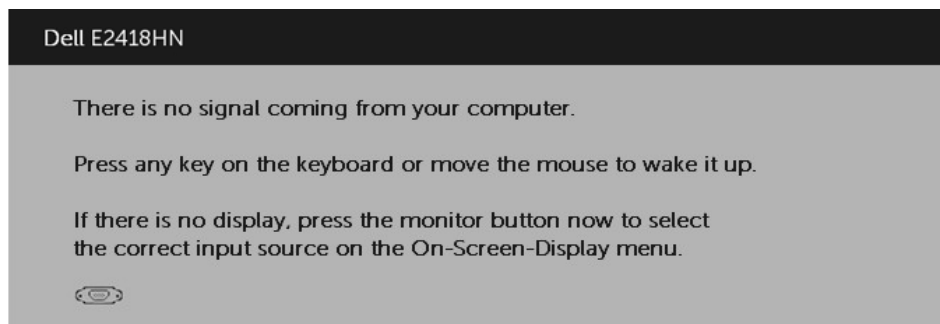 Dell E2418HN
There is no signal coming from your computer.
Press any key on the keyboard or move the mouse to wake it up.
If there is no display, press the monitor button now to select
the correct input source on the On-Screen-Display menu.